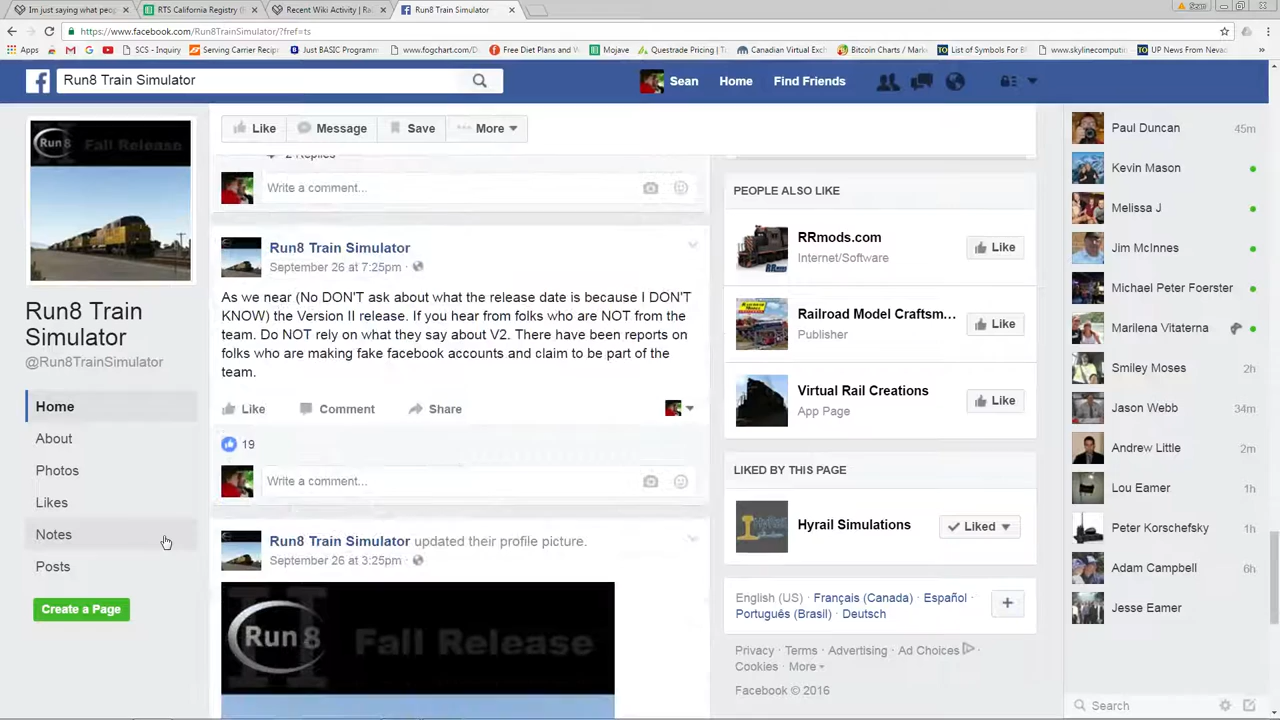 Im just saying what people
RTS California Registry (F
Recent Wiki Activity | Ra
Run8 Train Simulator
https://www.facebook.com/Run8TrainSimulator/?fref=ts
Apps
SCS - Inquiry
Serving Carrier Recip
Just BASIC Programm
www.fogchart.com/D
Free Diet Plans and W
Mojave
Questrade Pricing | T
Canadian Virtual Exch
Bitcoin Charts / Marke
List of Symbols For Bl
www.skylinecomputin
UP News From Nevad
Run8 Train Simulator
Sean
Home
Find Friends
Like
Message
Save
More
2 Replies
Write a comment...
Run8 Train Simulator
September 26 at 7:25pm ·
As we near (No DON'T ask about what the release date is because I DON'T
KNOW) the Version II release. If you hear from folks who are NOT from the
team. Do NOT rely on what they say about V2. There have been reports on
folks who are making fake facebook accounts and claim to be part of the
team.
Like
Comment
Share
19
Write a comment...
Run8 Train Simulator updated their profile picture.
September 26 at 3:25pm ·
Run8
Fall Release
Run8
Fall Release
Run8
Train Simulator
@Run8TrainSimulator
Home
About
Photos
Likes
Notes
Posts
Create a Page
PEOPLE ALSO LIKE
RRmods.com
Internet/Software
Like
Railroad Model Craftsm...
Publisher
Like
Virtual Rail Creations
App Page
Like
LIKED BY THIS PAGE
Hyrail Simulations
Liked
English (US) · Français (Canada) · Español ·
Português (Brasil) · Deutsch
Privacy · Terms · Advertising · Ad Choices ·
Cookies · More
Facebook © 2016
Paul Duncan 45m
Kevin Mason
Melissa J
Jim McInnes
Michael Peter Foerster
Marilena Vitaterna
Smiley Moses 2h
Jason Webb 34m
Andrew Little 2m
Lou Eamer 1h
Peter Korschefsky 1h
Adam Campbell 6h
Jesse Eamer
Search